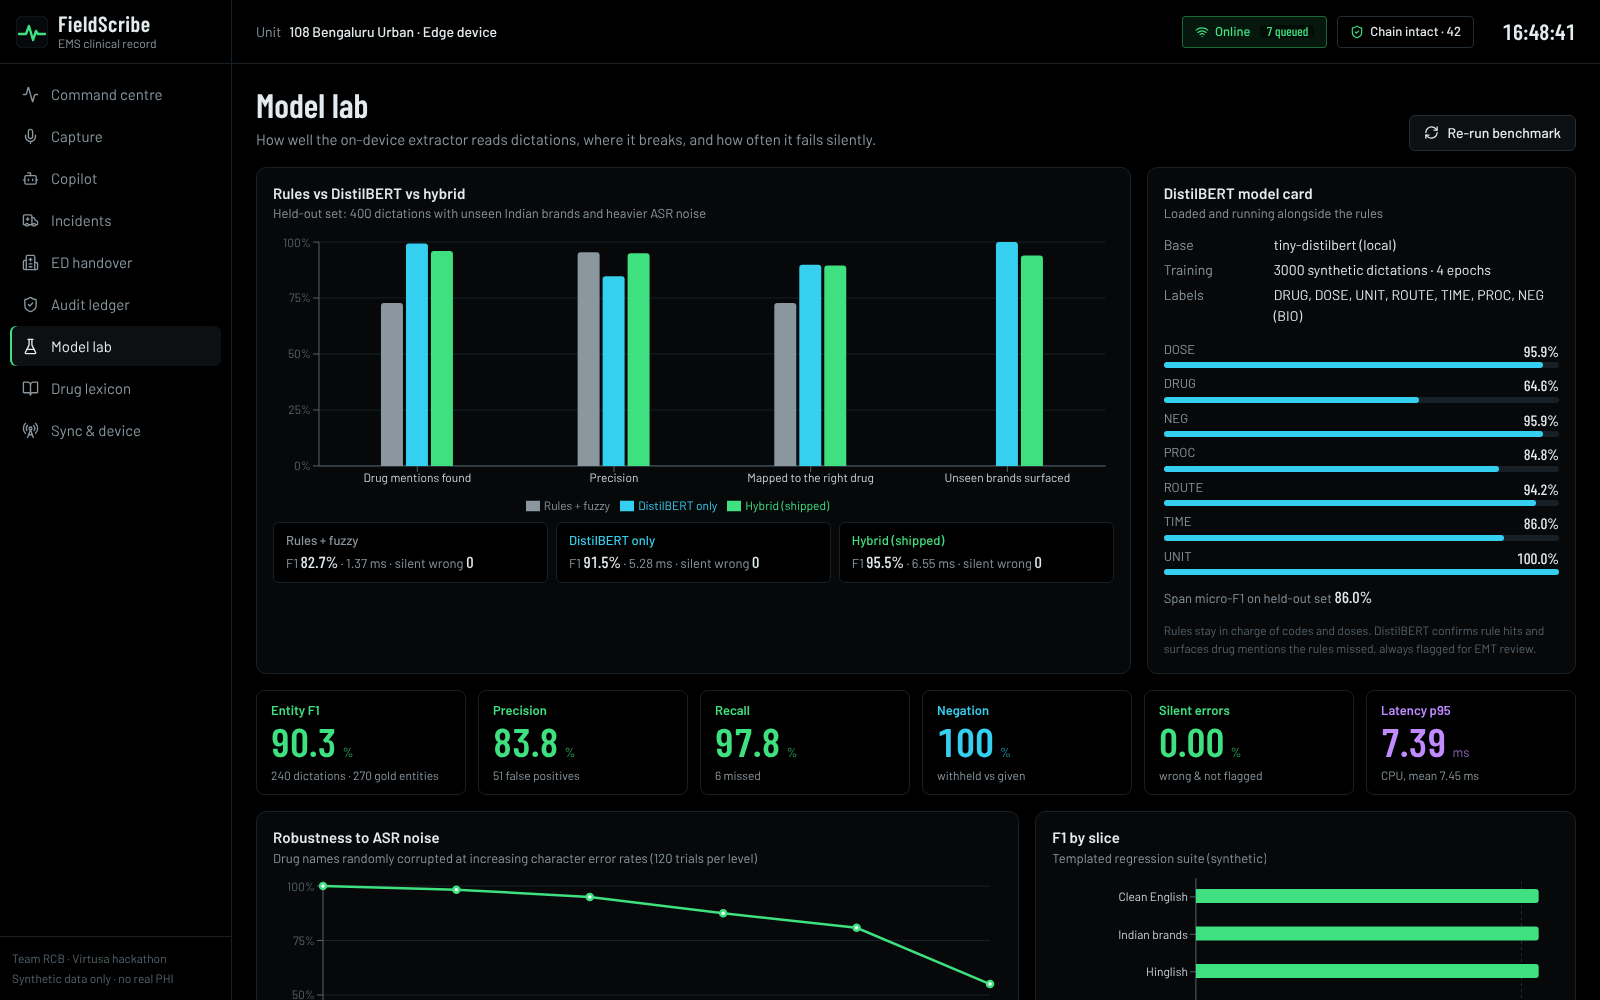 FieldScribe
EMS clinical record
Unit 108 Bengaluru Urban · Edge device
Online 7 queued
Chain intact · 42
16:48:41
Command centre
Capture
Copilot
Incidents
ED handover
Audit ledger
Model lab
Drug lexicon
Sync & device
Team RCB · Virtusa hackathon
Synthetic data only · no real PHI
Model lab
How well the on-device extractor reads dictations, where it breaks, and how often it fails silently.
Re-run benchmark
Rules vs DistilBERT vs hybrid
Held-out set: 400 dictations with unseen Indian brands and heavier ASR noise
100%
75%
50%
25%
0%
Drug mentions found
Precision
Mapped to the right drug
Unseen brands surfaced
Rules + fuzzy
DistilBERT only
Hybrid (shipped)
Rules + fuzzy
F1 82.7% · 1.37 ms · silent wrong 0
DistilBERT only
F1 91.5% · 5.28 ms · silent wrong 0
Hybrid (shipped)
F1 95.5% · 6.55 ms · silent wrong 0
DistilBERT model card
Loaded and running alongside the rules
Base tiny-distilbert (local)
Training 3000 synthetic dictations · 4 epochs
Labels DRUG, DOSE, UNIT, ROUTE, TIME, PROC, NEG
(BIO)
DOSE 95.9%
DRUG 64.6%
NEG 95.9%
PROC 84.8%
ROUTE 94.2%
TIME 86.0%
UNIT 100.0%
Span micro-F1 on held-out set 86.0%
Rules stay in charge of codes and doses. DistilBERT confirms rule hits and
surfaces drug mentions the rules missed, always flagged for EMT review.
Entity F1
90.3 %
240 dictations · 270 gold entities
Precision
83.8 %
51 false positives
Recall
97.8 %
6 missed
Negation
100 %
withheld vs given
Silent errors
0.00 %
wrong & not flagged
Latency p95
7.39 ms
CPU, mean 7.45 ms
Robustness to ASR noise
Drug names randomly corrupted at increasing character error rates (120 trials per level)
100%
75%
50%
F1 by slice
Templated regression suite (synthetic)
Clean English
Indian brands
Hinglish